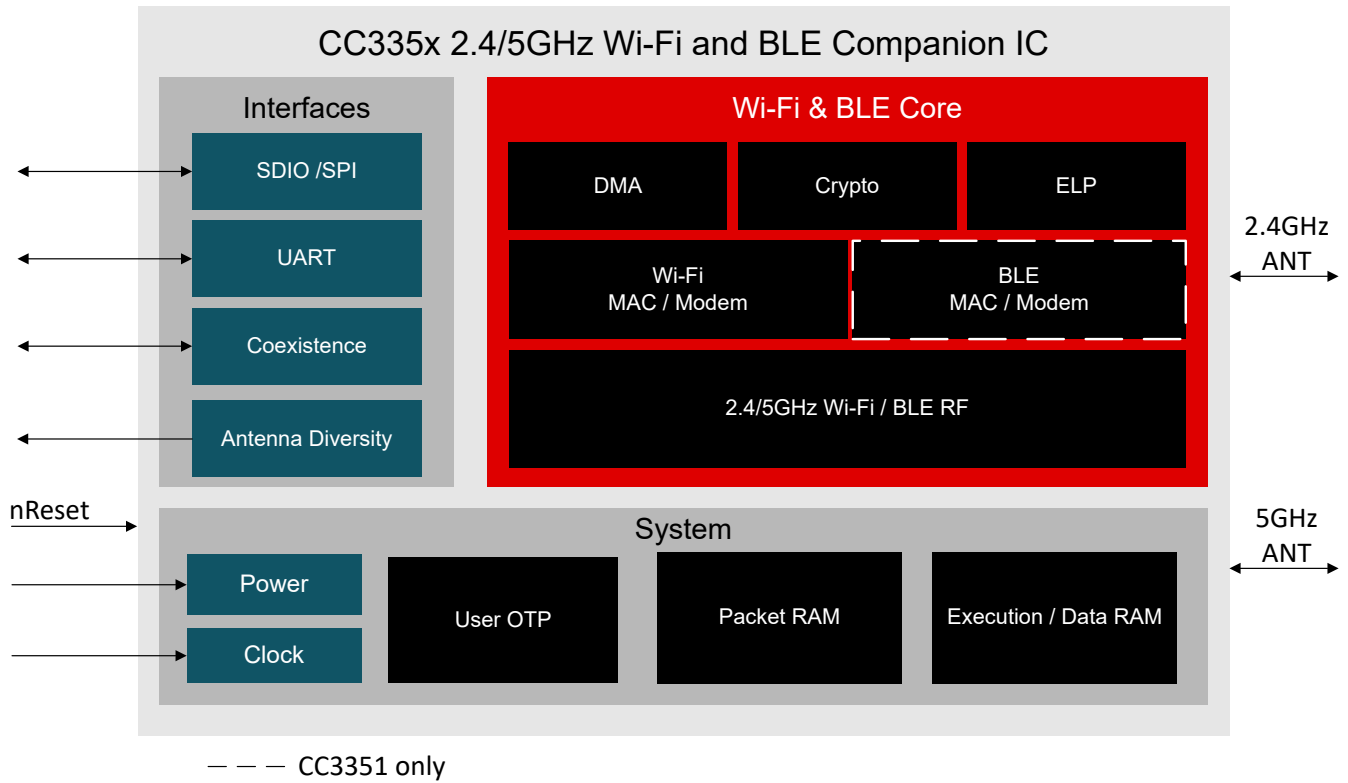 CC335x 2.4/5GHz Wi-Fi and BLE Companion IC
Interfaces
SDIO /SPI
UART
Coexistence
Antenna Diversity
Wi-Fi & BLE Core
DMA
Crypto
ELP
Wi-Fi
MAC / Modem
BLE
MAC / Modem
2.4/5GHz Wi-Fi / BLE RF
2.4GHz
ANT
nReset
5GHz
ANT
System
Power
Clock
User OTP
Packet RAM
Execution / Data RAM
CC3351 only